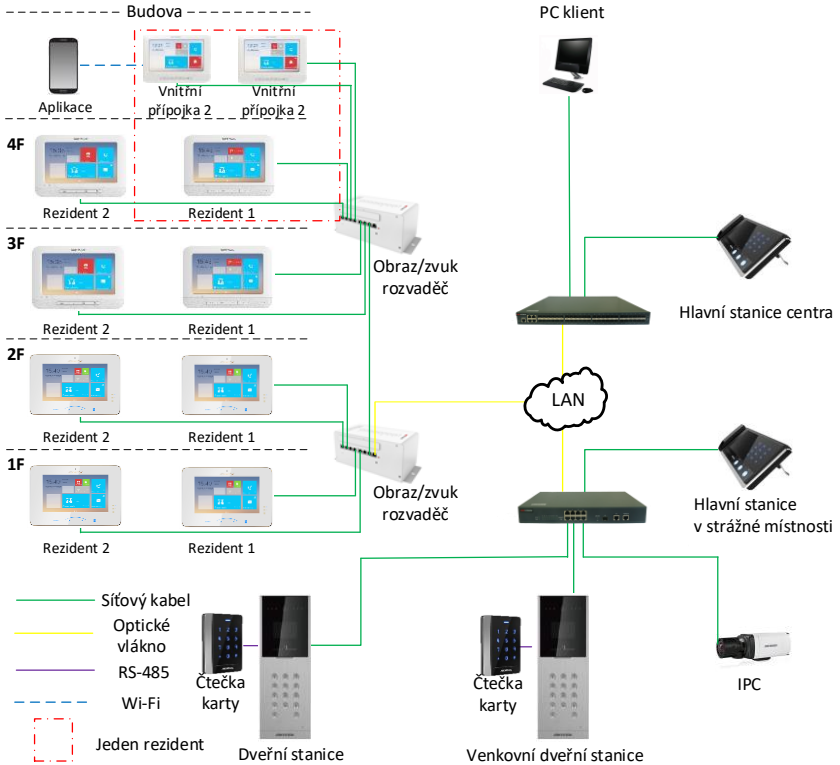 Budova
PC klient
Aplikace
Vnitřní
přípojka 2
Vnitřní
přípojka 2
4F
Rezident 2
Rezident 1
Obraz/zvuk
rozvaděč
3F
Rezident 2
Rezident 1
Hlavní stanice centra
2F
Rezident 2
Rezident 1
LAN
1F
Rezident 2
Rezident 1
Obraz/zvuk
rozvaděč
Hlavní stanice
v strážné místnosti
Síťový kabel
Optické
vlákno
RS-485
Wi-Fi
Jeden rezident
Čtečka
karty
Dveřní stanice
Čtečka
karty
Venkovní dveřní stanice
IPC